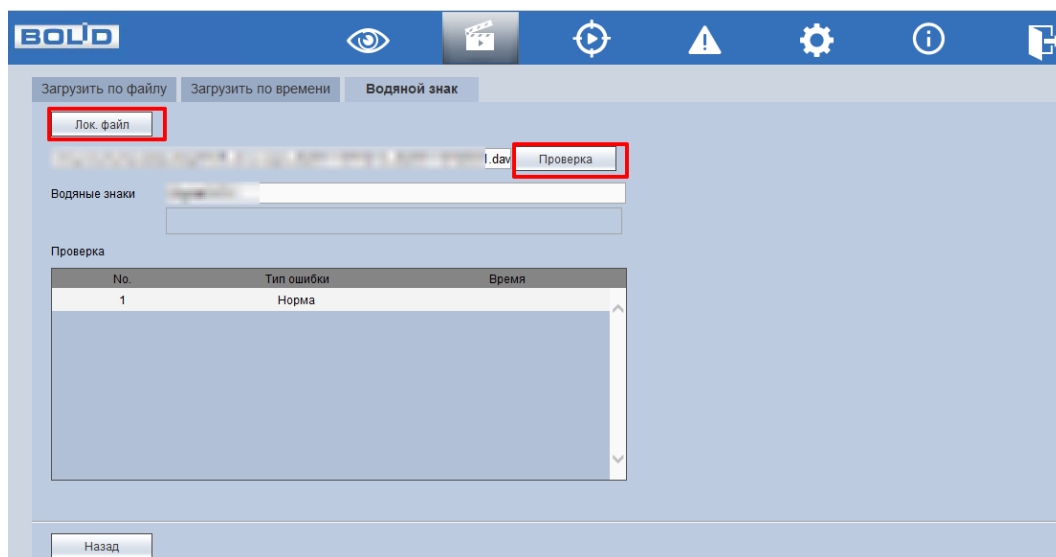 BOLID
Загрузить по файлу Загрузить по времени Водяной знак
Лок. файл
1.dav Проверка
Водяные знаки
Проверка
No. Тип ошибки Время
1 Норма
Назад